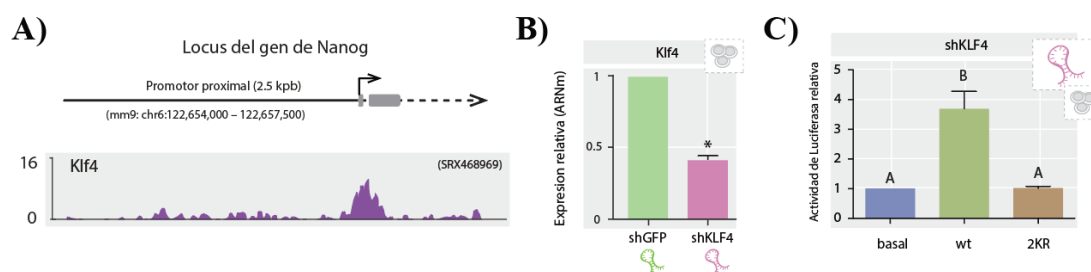 A)
Locus del gen de Nanog
Promotor proximal (2.5 kpb)
(mm9: chr6:122,654,000 – 122,657,500)
16
Klf4
(SRX468969)
0
B)
Klf4
Expresion relativa (ARNm)
1
0.5
0
*
shGFP
shKLF4
C)
shKLF4
Actividad de Luciferasa relativa
5
4
3
2
1
0
A
B
A
basal
wt
2KR